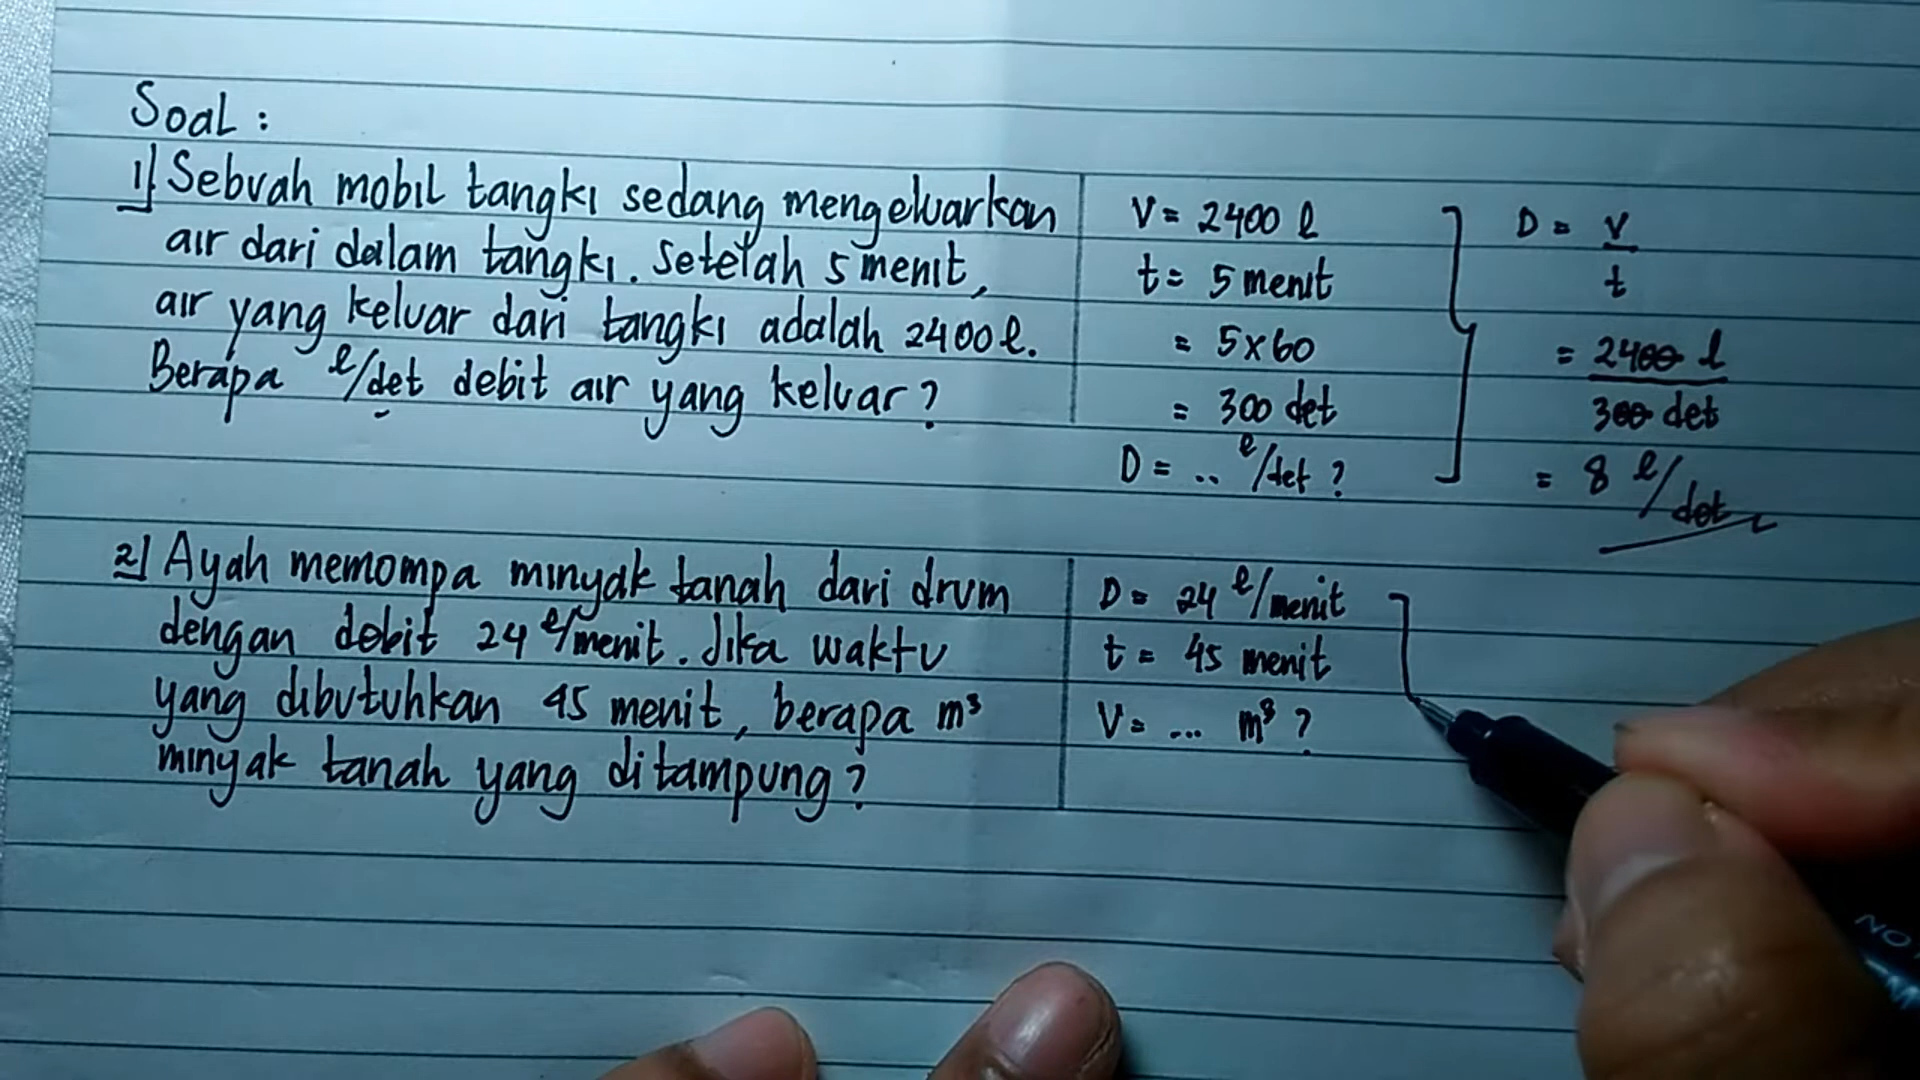 Soal :
1] Sebuah mobil tangki sedang mengeluarkan
air dari dalam tangki. Setelah 5 menit,
air yang keluar dari tangki adalah 2400 l.
Berapa l/det debit air yang keluar?
V = 2400 l
t = 5 menit
= 5 x 60
= 300 det
D = .. l/det ?
D = V
t
= 2400 l
300 det
= 8 l/det
2] Ayah memompa minyak tanah dari drum
dengan debit 24 l/menit. Jika waktu
yang dibutuhkan 45 menit, berapa m³
minyak tanah yang ditampung?
D = 24 l/menit
t = 45 menit
V = ... m³ ?